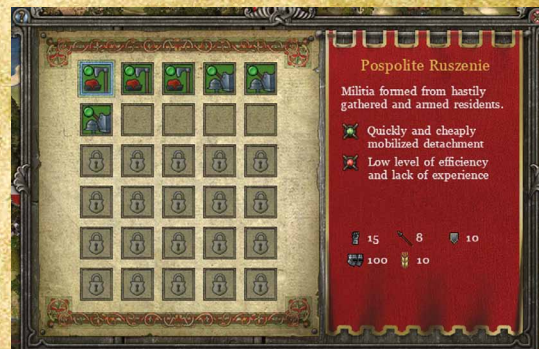 Pospolite Ruszenie
Militia formed from hastily
gathered and armed residents.
Quickly and cheaply
mobilized detachment
Low level of efficiency
and lack of experience
15 8 10
100 10